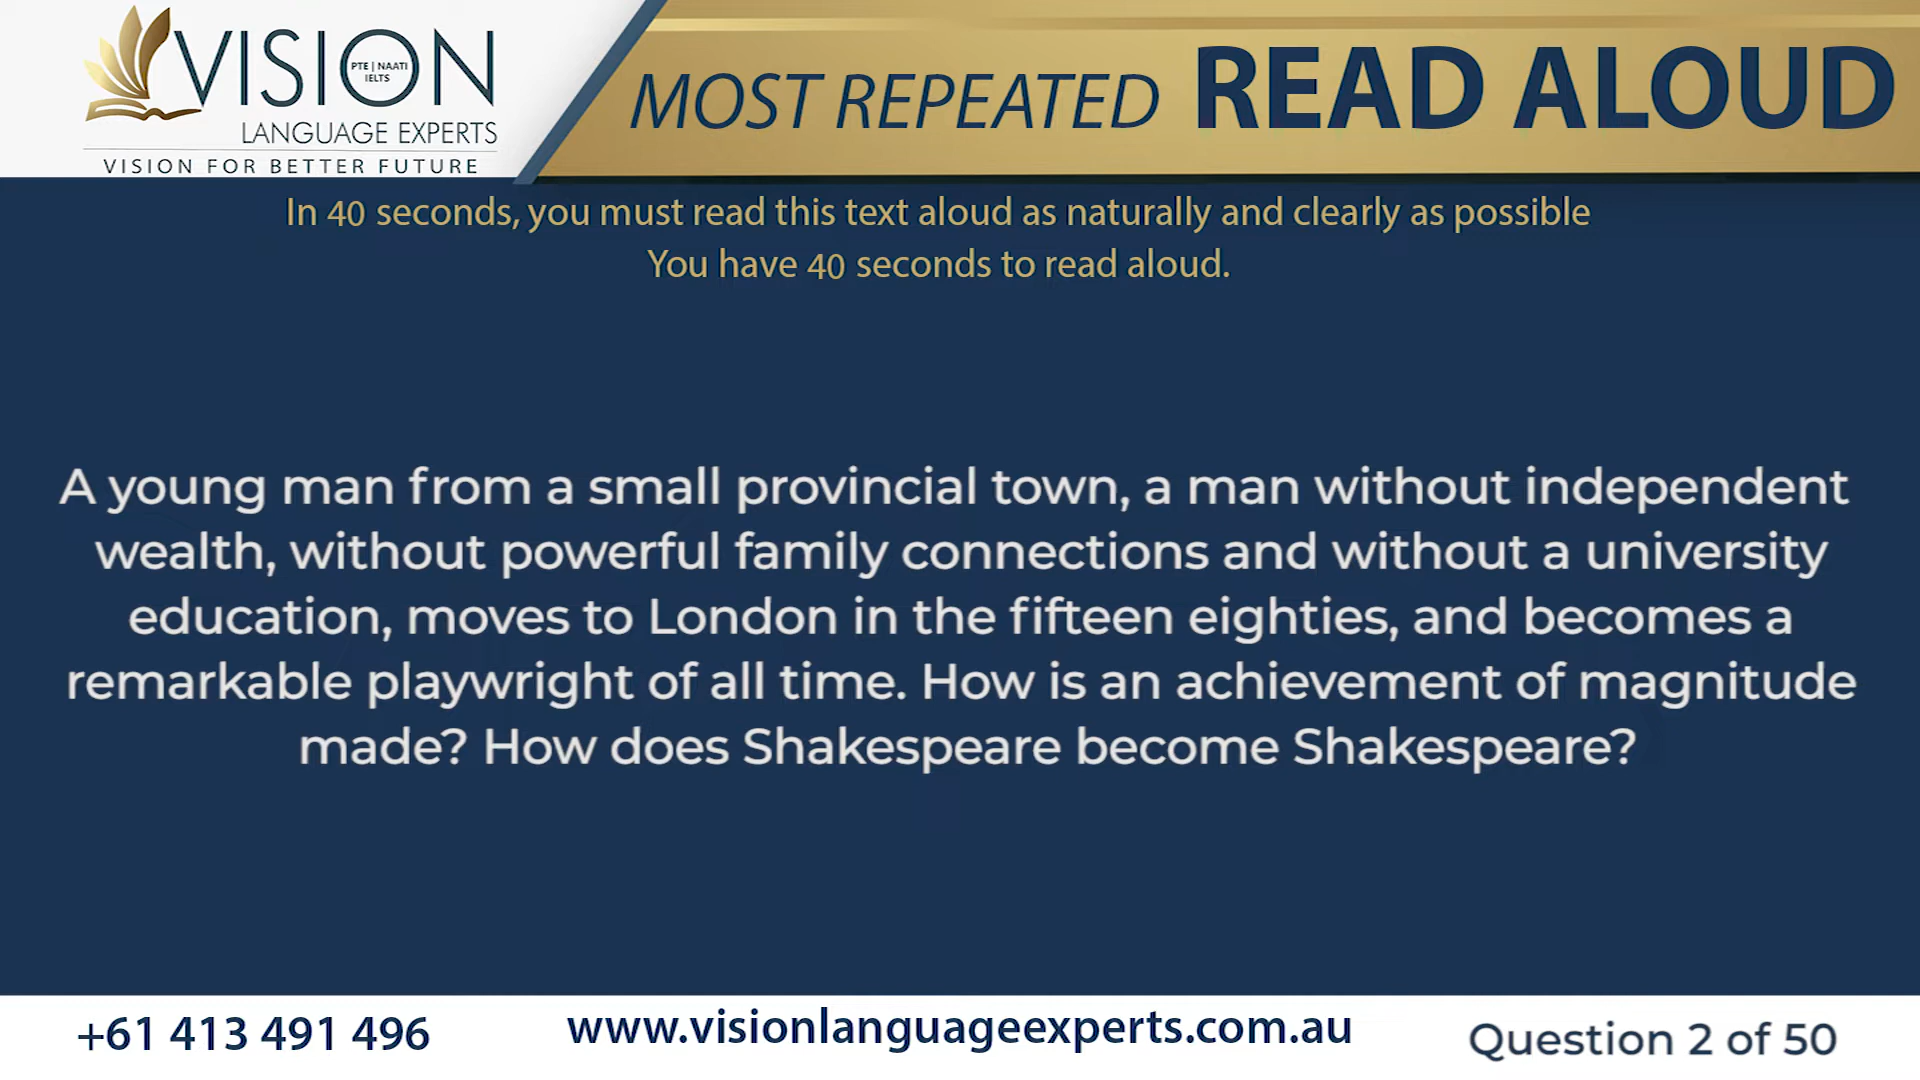 VISION
PTE | NAATI
IELTS
LANGUAGE EXPERTS
VISION FOR BETTER FUTURE
MOST REPEATED READ ALOUD
In 40 seconds, you must read this text aloud as naturally and clearly as possible
You have 40 seconds to read aloud.
A young man from a small provincial town, a man without independent
wealth, without powerful family connections and without a university
education, moves to London in the fifteen eighties, and becomes a
remarkable playwright of all time. How is an achievement of magnitude
made? How does Shakespeare become Shakespeare?
+61 413 491 496
www.visionlanguageexperts.com.au
Question 2 of 50